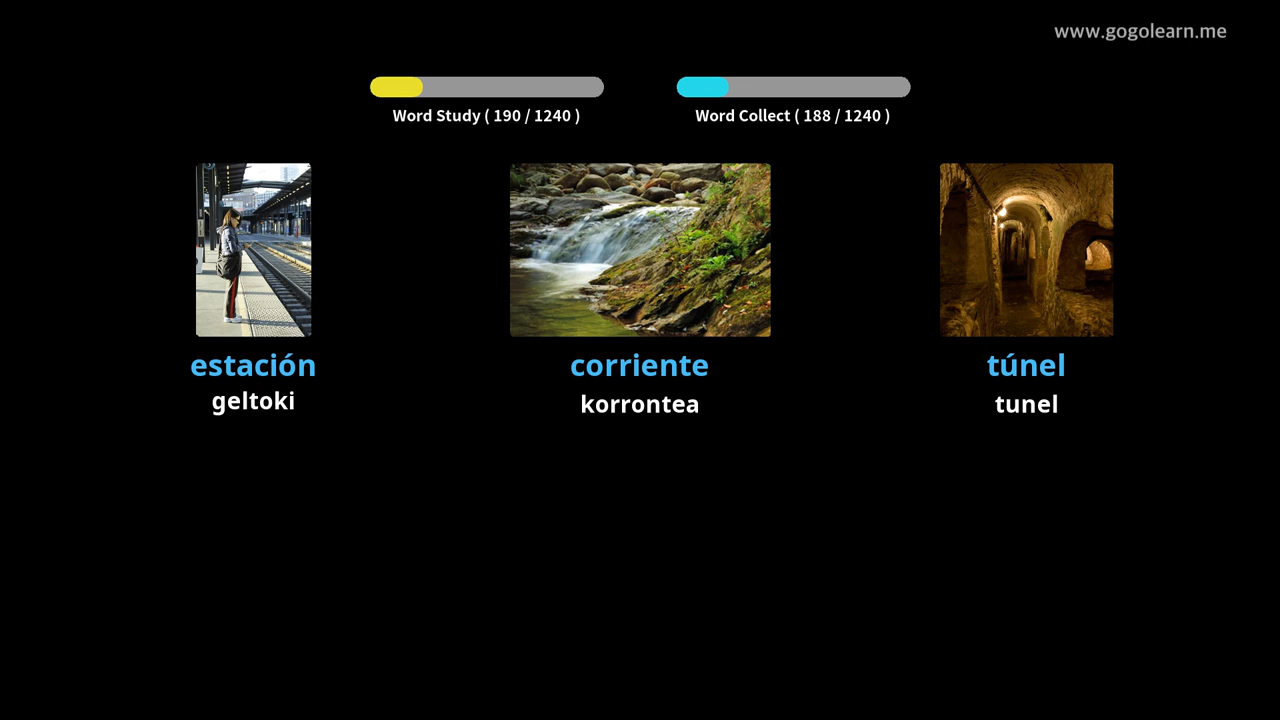 www.gogolearn.me
Word Study ( 190 / 1240 )
Word Collect ( 188 / 1240 )
estación
geltoki
corriente
korrontea
túnel
tunel